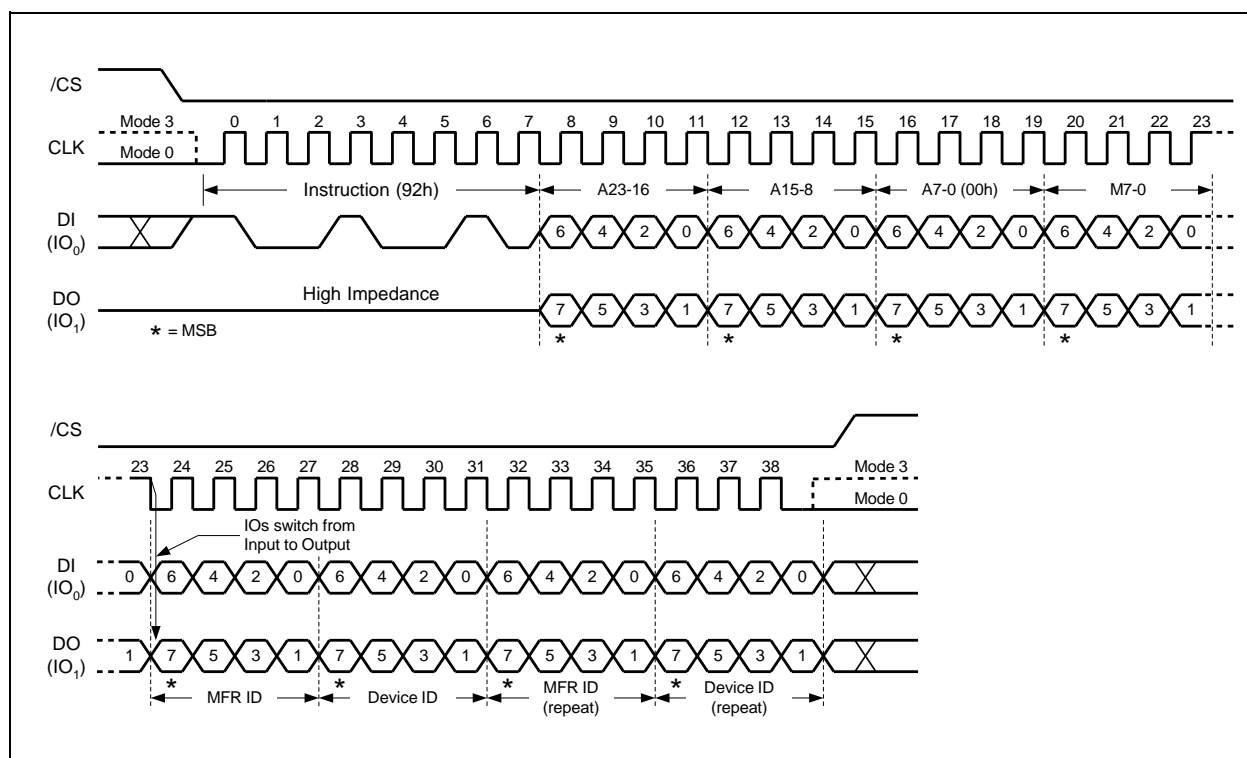 /CS
Mode 3
0 1 2 3 4 5 6 7 8 9 10 11 12 13 14 15 16 17 18 19 20 21 22 23
CLK
Mode 0
Instruction (92h) A23-16 A15-8 A7-0 (00h) M7-0
DI
(IO0)
6 4 2 0 6 4 2 0 6 4 2 0 6 4 2 0
High Impedance
DO
(IO1)
7 5 3 1 7 5 3 1 7 5 3 1 7 5 3 1
* = MSB
* * * *
/CS
23 24 25 26 27 28 29 30 31 32 33 34 35 36 37 38
Mode 3
CLK
Mode 0
IOs switch from
Input to Output
DI
(IO0)
0 6 4 2 0 6 4 2 0 6 4 2 0 6 4 2 0
DO
(IO1)
1 7 5 3 1 7 5 3 1 7 5 3 1 7 5 3 1
* * * *
MFR ID Device ID MFR ID
(repeat)
Device ID
(repeat)